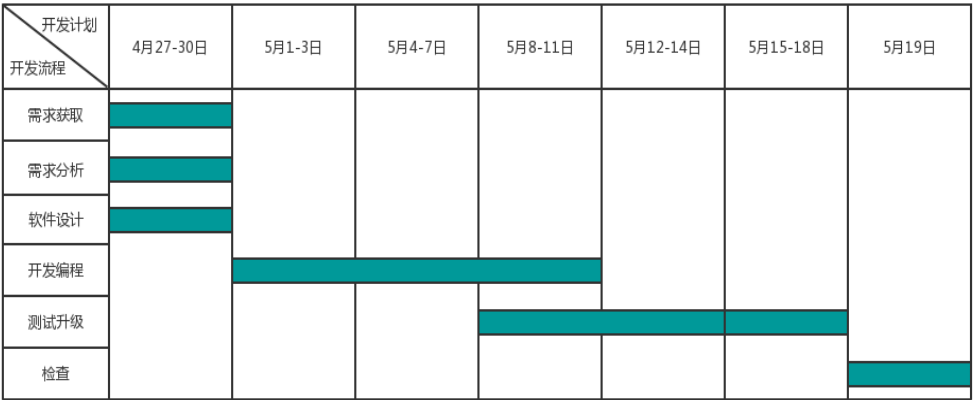 开发计划
开发流程
4月27-30日
5月1-3日
5月4-7日
5月8-11日
5月12-14日
5月15-18日
5月19日
需求获取
需求分析
软件设计
开发编程
测试升级
检查